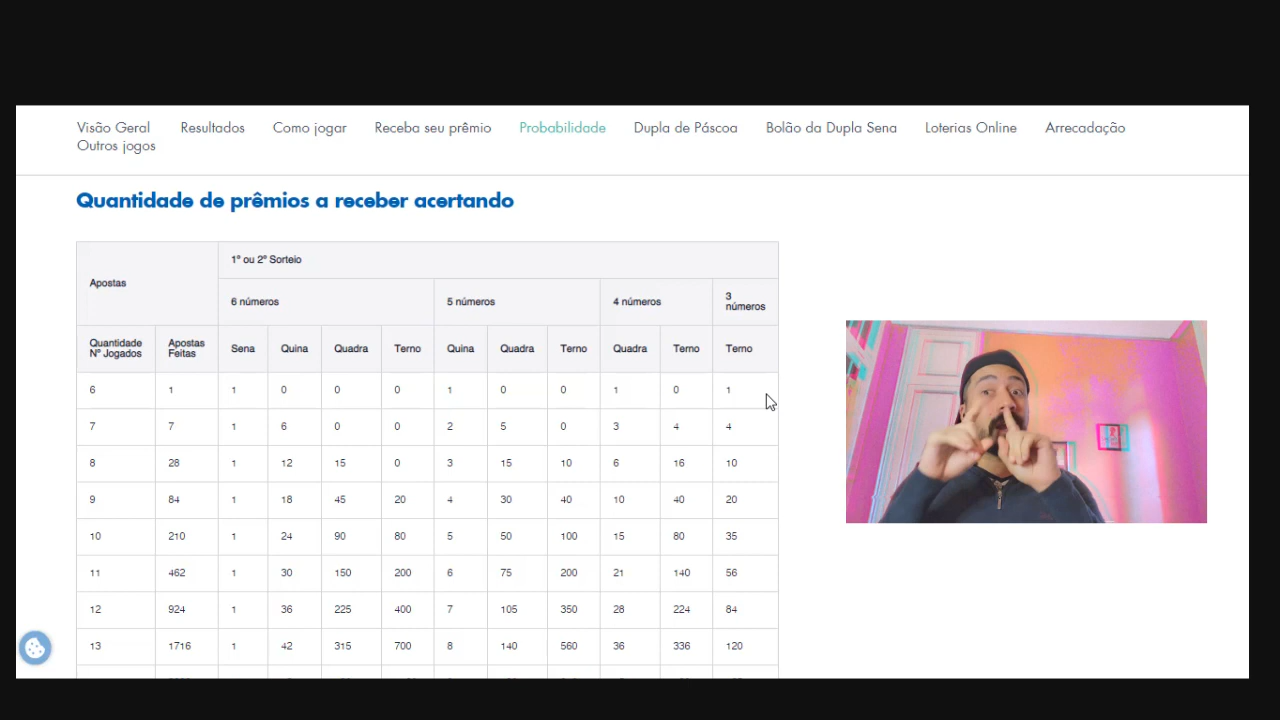 Visão Geral Resultados Como jogar Receba seu prêmio Probabilidade Dupla de Páscoa Bolão da Dupla Sena Loterias Online Arrecadação
Outros jogos
Quantidade de prêmios a receber acertando
Apostas
1º ou 2º Sorteio
6 números 5 números 4 números 3 números
Quantidade Nº Jogados Apostas Feitas Sena Quina Quadra Terno Quina Quadra Terno Quadra Terno Terno
6 1 1 0 0 0 1 0 0 1 0 1
7 7 1 6 0 0 2 5 0 3 4 4
8 28 1 12 15 0 3 15 10 6 16 10
9 84 1 18 45 20 4 30 40 10 40 20
10 210 1 24 90 80 5 50 100 15 80 35
11 462 1 30 150 200 6 75 200 21 140 56
12 924 1 36 225 400 7 105 350 28 224 84
13 1716 1 42 315 700 8 140 560 36 336 120